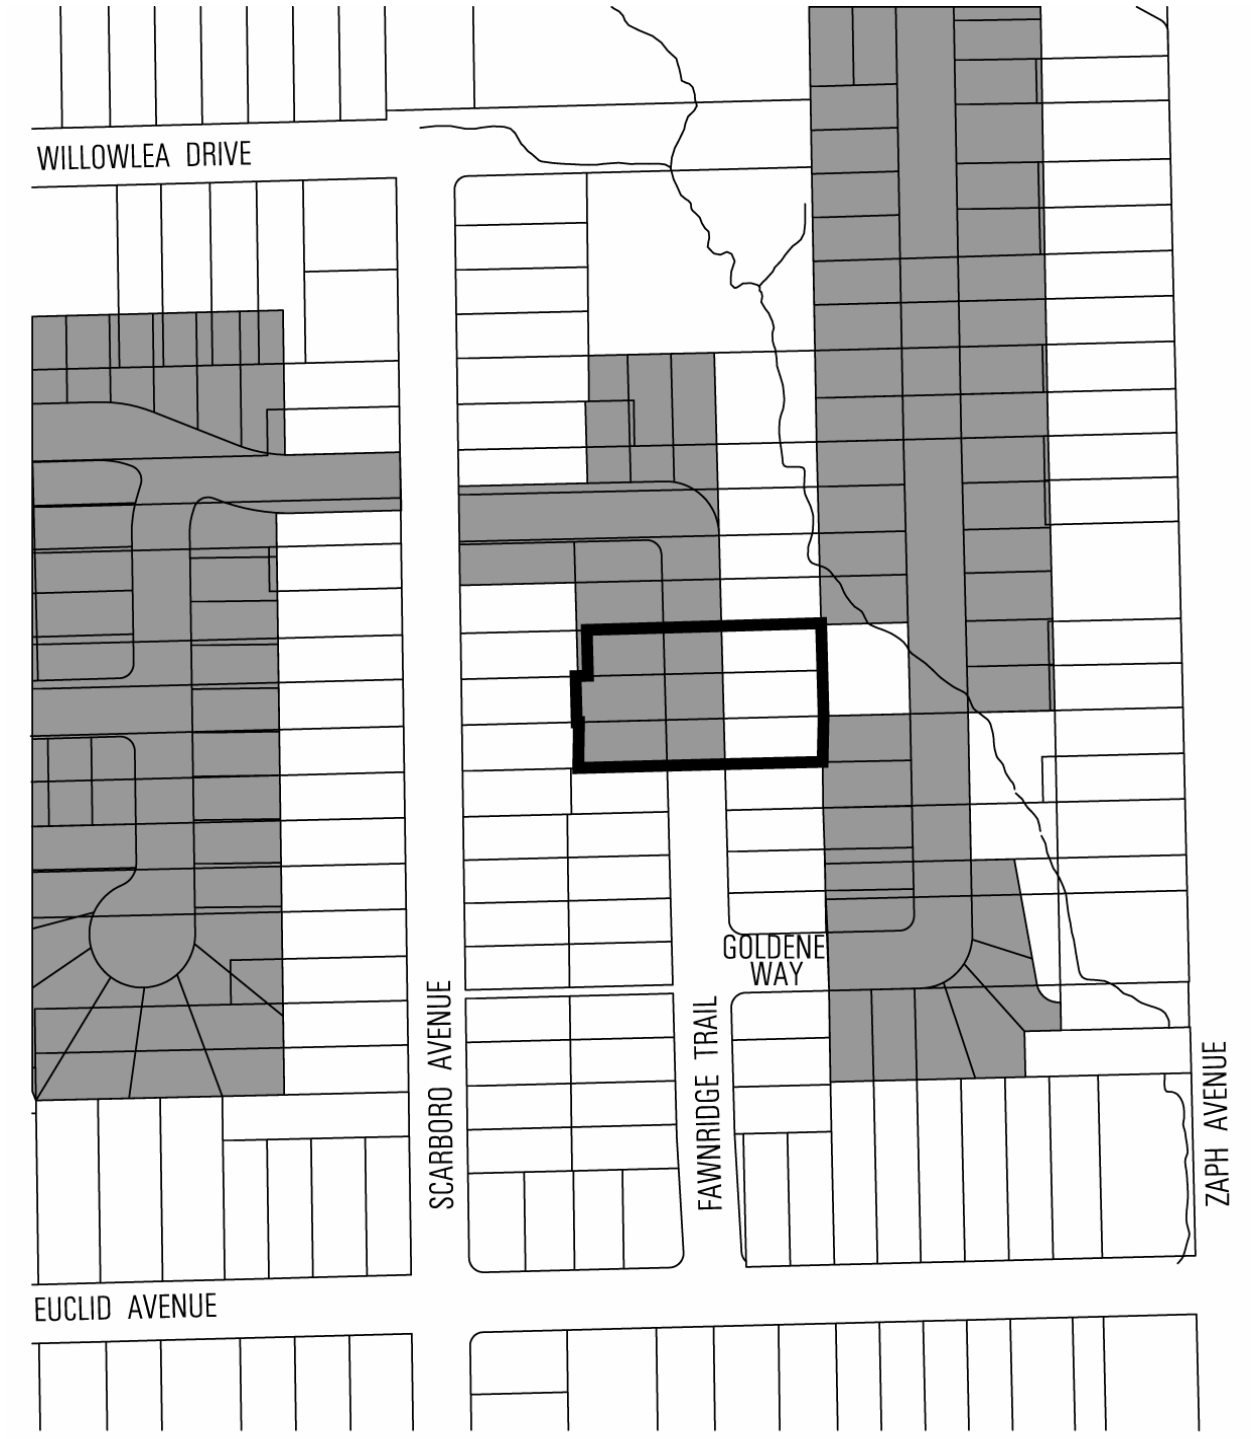 WILLOWLEA DRIVE
GOLDENE
WAY
SCARBORO AVENUE
FAWNRIDGE TRAIL
ZAPH AVENUE
EUCLID AVENUE